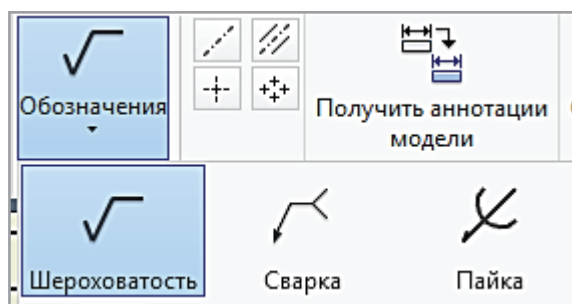 Обозначения
Получить аннотации
модели
Шероховатость
Сварка
Пайка